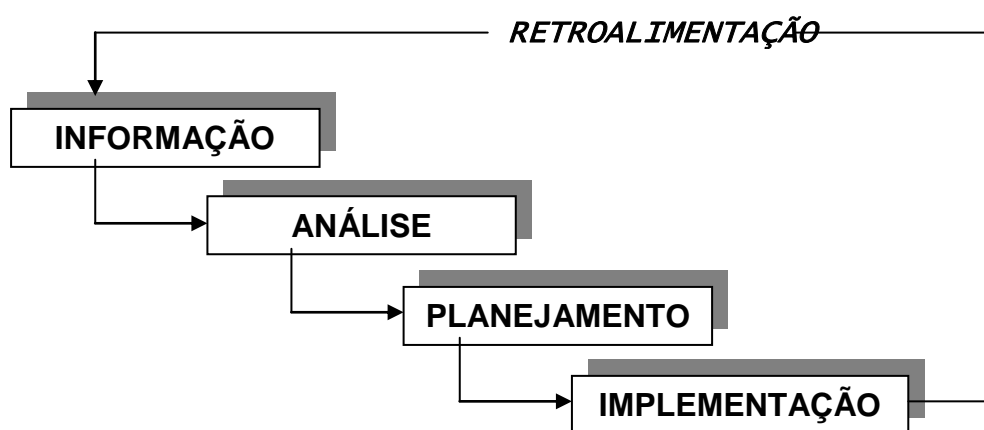 RETROALIMENTAÇÃO
INFORMAÇÃO
ANÁLISE
PLANEJAMENTO
IMPLEMENTAÇÃO